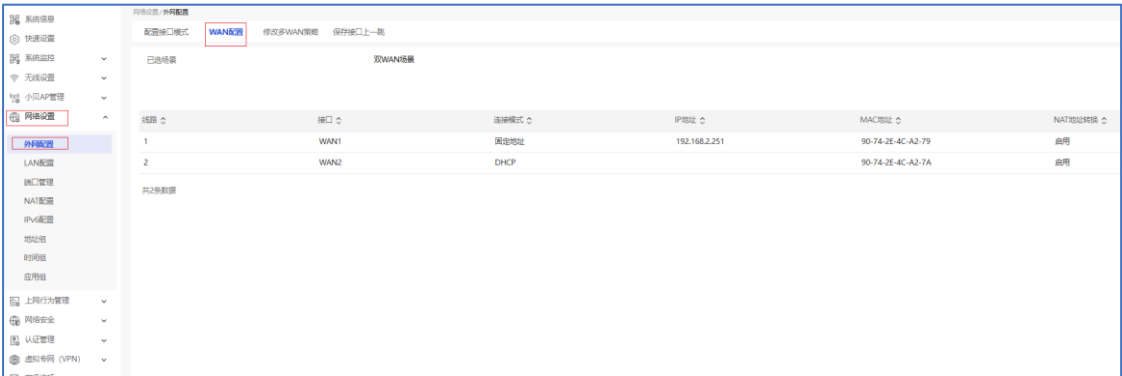 网络设置/外网配置
系统信息
快速设置
系统监控
无线设置
小贝AP管理
网络设置
外网配置
LAN配置
端口管理
NAT配置
IPv6配置
地址组
时间组
应用组
上网行为管理
网络安全
认证管理
虚拟专网 (VPN)
配置接口模式 WAN配置 修改多WAN策略 保存接口上一跳
已选场景 双WAN场景
线路 接口 连接模式 IP地址 MAC地址 NAT地址转换
1 WAN1 固定地址 192.168.2.251 90-74-2E-4C-A2-79 启用
2 WAN2 DHCP 90-74-2E-4C-A2-7A 启用
共2条数据